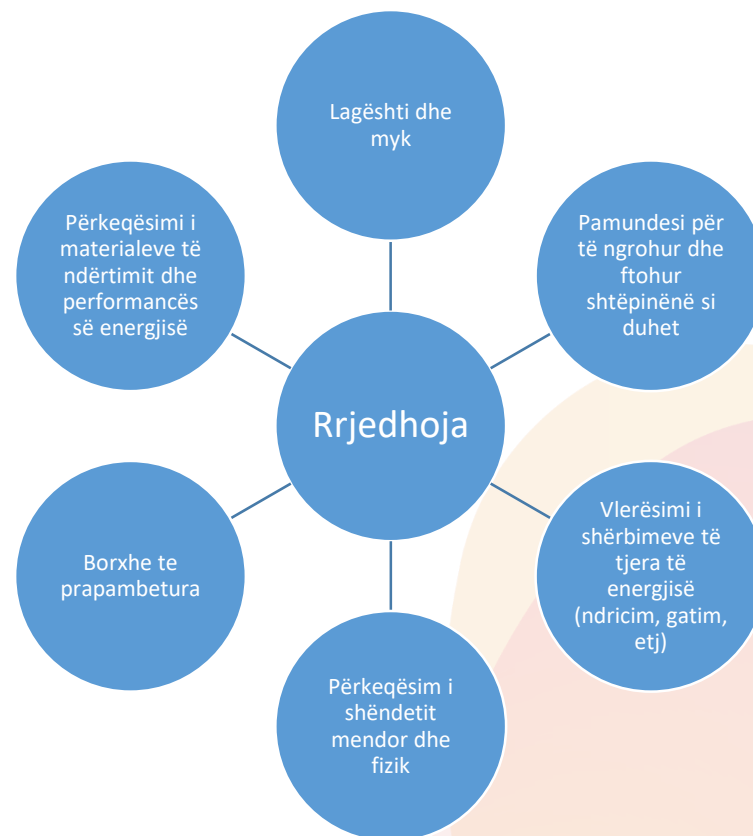 Lagështi dhe
myk
Pamundesi për
të ngrohur dhe
ftohur
shtëpinënë si
duhet
Vlerësimi i
shërbimeve të
tjera të
energjisë
(ndricim, gatim,
etj)
Përkeqësim i
shëndetit
mendor dhe
fizik
Borxhe te
prapambetura
Përkeqësimi i
materialeve të
ndërtimit dhe
performancës
së energjisë
Rrjedhoja